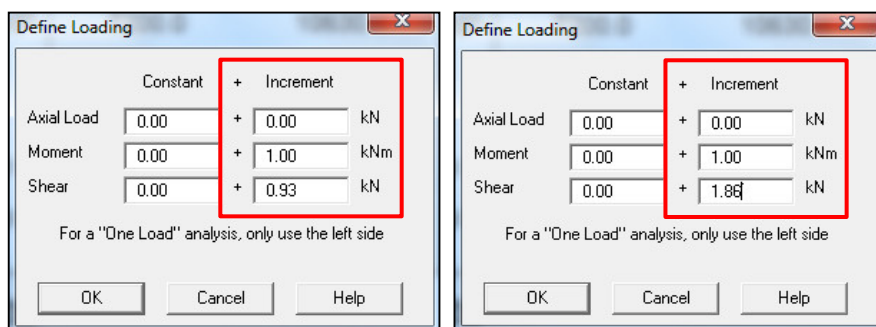 Define Loading
Constant + Increment
Axial Load 0.00 + 0.00 kN
Moment 0.00 + 1.00 kNm
Shear 0.00 + 0.93 kN
For a "One Load" analysis, only use the left side
OK Cancel Help
Define Loading
Constant + Increment
Axial Load 0.00 + 0.00 kN
Moment 0.00 + 1.00 kNm
Shear 0.00 + 1.86 kN
For a "One Load" analysis, only use the left side
OK Cancel Help